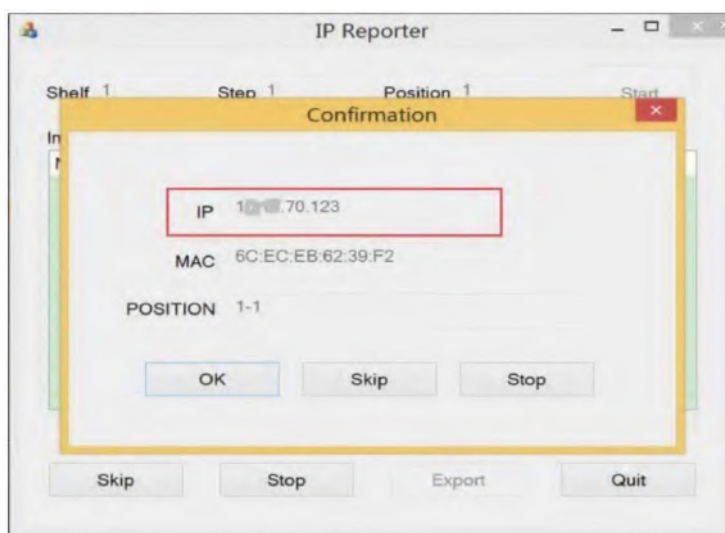 IP Reporter
Shelf 1 Step 1 Position 1 Start
Confirmation
In
IP .70.123
MAC 6C:EC:EB:62:39:F2
POSITION 1-1
OK Skip Stop
Skip Stop Export Quit